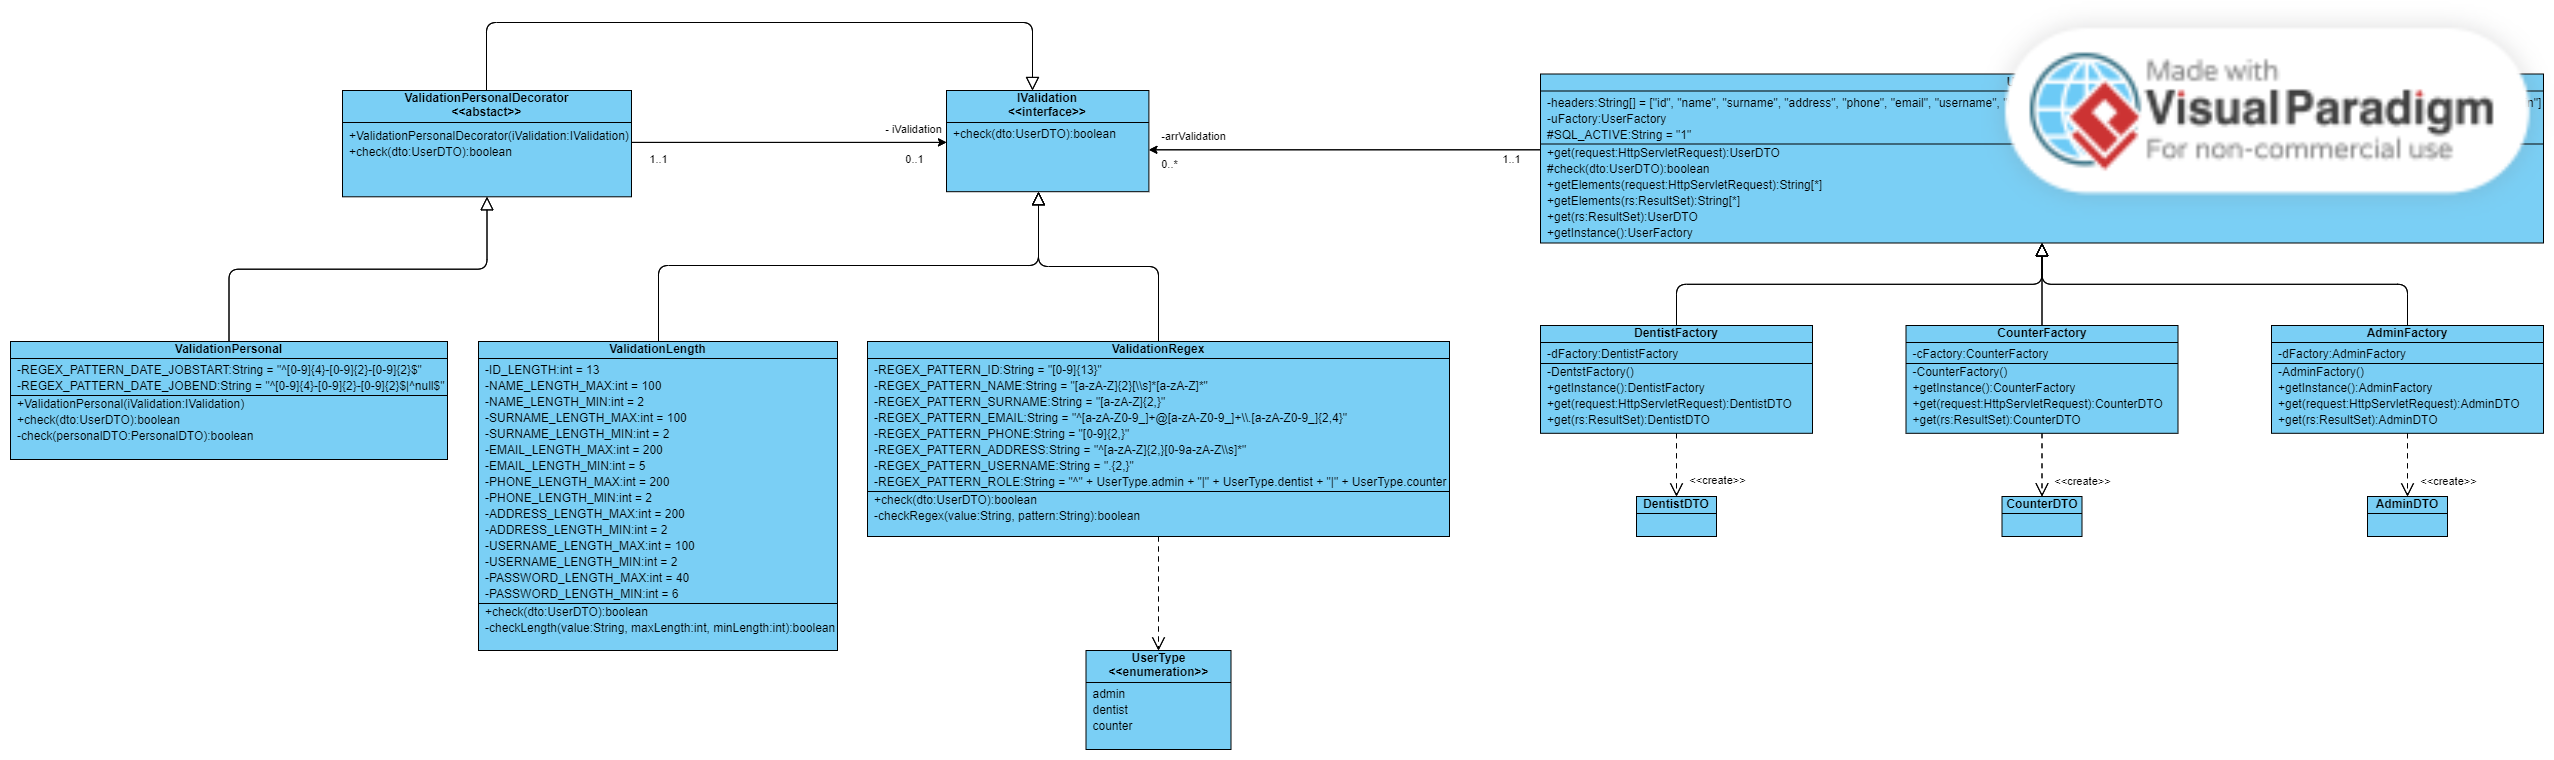 ValidationPersonalDecorator
<<abstact>>
+ValidationPersonalDecorator(iValidation:IValidation)
+check(dto:UserDTO):boolean
1..1
- iValidation
0..1
IValidation
<<interface>>
+check(dto:UserDTO):boolean
-arrValidation
0..*
1..1
-headers:String[] = ["id", "name", "surname", "address", "phone", "email", "username",
-uFactory:UserFactory
#SQL_ACTIVE:String = "1"
+get(request:HttpServletRequest):UserDTO
#check(dto:UserDTO):boolean
+getElements(request:HttpServletRequest):String[*]
+getElements(rs:ResultSet):String[*]
+get(rs:ResultSet):UserDTO
+getInstance():UserFactory
Made with
Visual Paradigm
For non-commercial use
ValidationPersonal
-REGEX_PATTERN_DATE_JOBSTART:String = "^[0-9]{4}-[0-9]{2}-[0-9]{2}$"
-REGEX_PATTERN_DATE_JOBEND:String = "^[0-9]{4}-[0-9]{2}-[0-9]{2}$|^null$"
+ValidationPersonal(iValidation:IValidation)
+check(dto:UserDTO):boolean
-check(personalDTO:PersonalDTO):boolean
ValidationLength
-ID_LENGTH:int = 13
-NAME_LENGTH_MAX:int = 100
-NAME_LENGTH_MIN:int = 2
-SURNAME_LENGTH_MAX:int = 100
-SURNAME_LENGTH_MIN:int = 2
-EMAIL_LENGTH_MAX:int = 200
-EMAIL_LENGTH_MIN:int = 5
-PHONE_LENGTH_MAX:int = 200
-PHONE_LENGTH_MIN:int = 2
-ADDRESS_LENGTH_MAX:int = 200
-ADDRESS_LENGTH_MIN:int = 2
-USERNAME_LENGTH_MAX:int = 100
-USERNAME_LENGTH_MIN:int = 2
-PASSWORD_LENGTH_MAX:int = 40
-PASSWORD_LENGTH_MIN:int = 6
+check(dto:UserDTO):boolean
-checkLength(value:String, maxLength:int, minLength:int):boolean
ValidationRegex
-REGEX_PATTERN_ID:String = "[0-9]{13}"
-REGEX_PATTERN_NAME:String = "[a-zA-Z]{2}[\\s]*[a-zA-Z]*"
-REGEX_PATTERN_SURNAME:String = "[a-zA-Z]{2,}"
-REGEX_PATTERN_EMAIL:String = "^[a-zA-Z0-9_]+@[a-zA-Z0-9_]+\\.[a-zA-Z0-9_]{2,4}"
-REGEX_PATTERN_PHONE:String = "[0-9]{2,}"
-REGEX_PATTERN_ADDRESS:String = "^[a-zA-Z]{2,}[0-9a-zA-Z\\s]*"
-REGEX_PATTERN_USERNAME:String = ".{2,}"
-REGEX_PATTERN_ROLE:String = "^" + UserType.admin + "|" + UserType.dentist + "|" + UserType.counter
+check(dto:UserDTO):boolean
-checkRegex(value:String, pattern:String):boolean
UserType
<<enumeration>>
admin
dentist
counter
DentistFactory
-dFactory:DentistFactory
-DentstFactory()
+getInstance():DentistFactory
+get(request:HttpServletRequest):DentistDTO
+get(rs:ResultSet):DentistDTO
<<create>>
DentistDTO
CounterFactory
-cFactory:CounterFactory
-CounterFactory()
+getInstance():CounterFactory
+get(request:HttpServletRequest):CounterDTO
+get(rs:ResultSet):CounterDTO
<<create>>
CounterDTO
AdminFactory
-dFactory:AdminFactory
-AdminFactory()
+getInstance():AdminFactory
+get(request:HttpServletRequest):AdminDTO
+get(rs:ResultSet):AdminDTO
<<create>>
AdminDTO